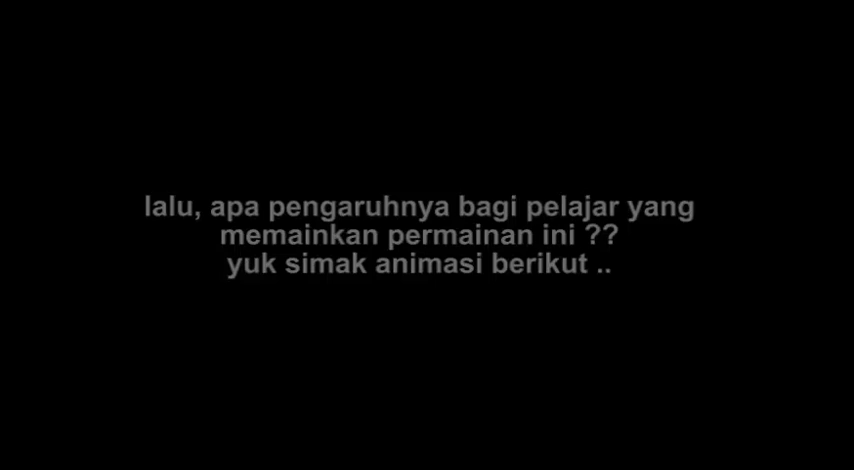 lalu, apa pengaruhnya bagi pelajar yang
memainkan permainan ini ??
yuk simak animasi berikut ..